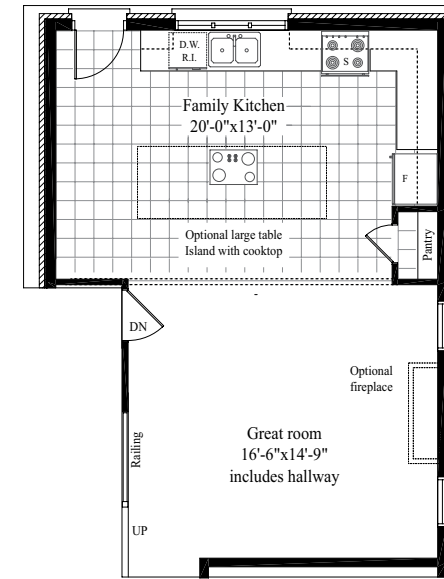 D.W.
R.I.
S
Family Kitchen
20'-0"x13'-0"
F
Optional large table
Island with cooktop
Pantry
DN
Optional
fireplace
Railing
Great room
16'-6"x14'-9"
includes hallway
UP